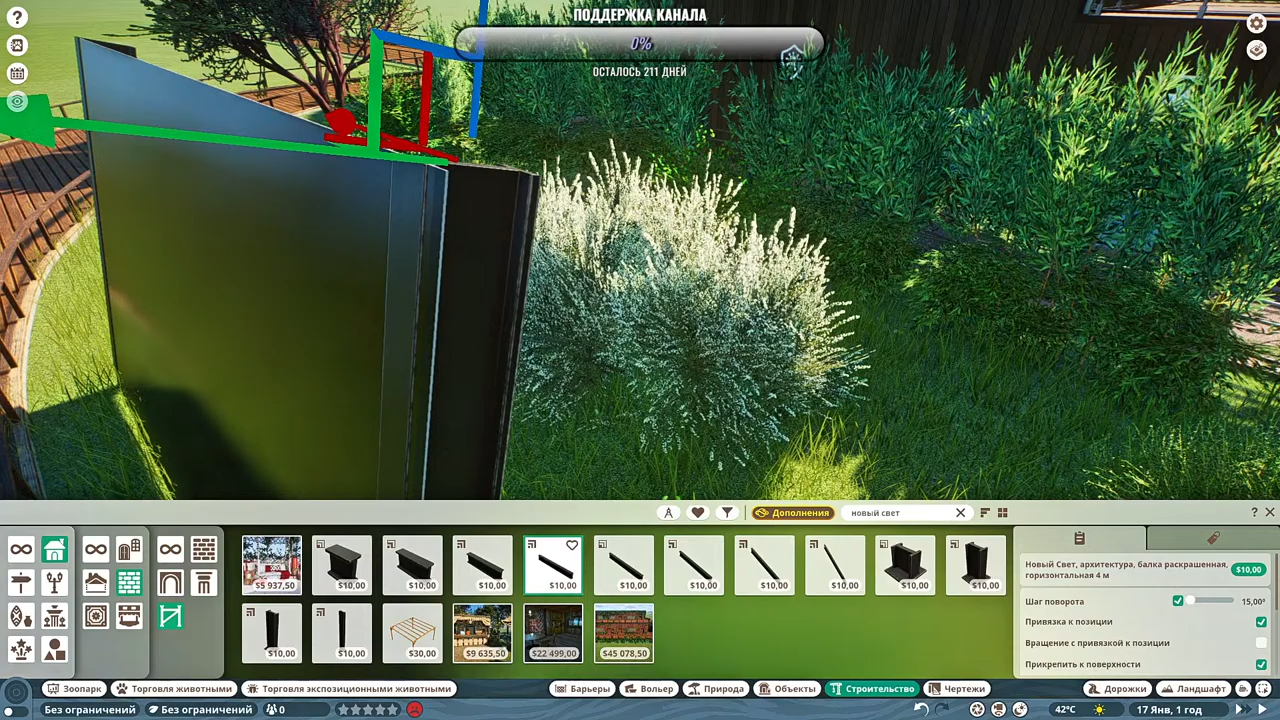 ПОДДЕРЖКА КАНАЛА
0%
ОСТАЛОСЬ 211 ДНЕЙ
Дополнения
новый свет
?
$5 937,50
$10,00
$10,00
$10,00
$10,00
$10,00
$10,00
$10,00
$10,00
$10,00
$10,00
$10,00
$10,00
$30,00
$9 635,50
$22 499,00
$45 078,50
Новый Свет, архитектура, балка раскрашенная, горизонтальная 4 м
$10,00
Шаг поворота
15,00°
Привязка к позиции
Вращение с привязкой к позиции
Прикрепить к поверхности
Зоопарк
Торговля животными
Торговля экспозиционными животными
Барьеры
Вольер
Природа
Объекты
Строительство
Чертежи
Дорожки
Ландшафт
Без ограничений
Без ограничений
0
42°C
17 Янв, 1 год